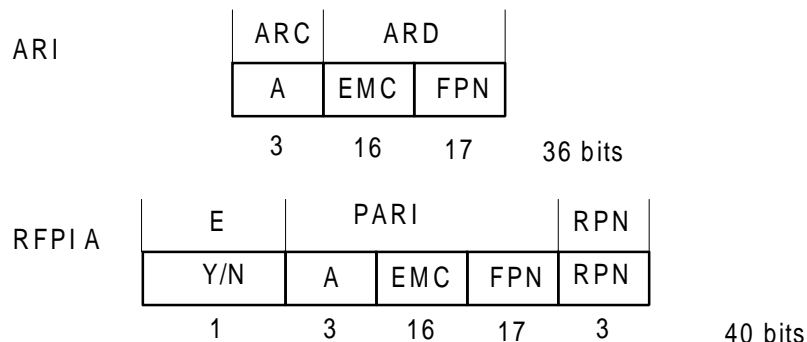 ARC ARD
ARI
A EMC FPN
3 16 17 36 bits
E PARI RPN
RFPI A
Y/N A EMC FPN RPN
1 3 16 17 3 40 bits